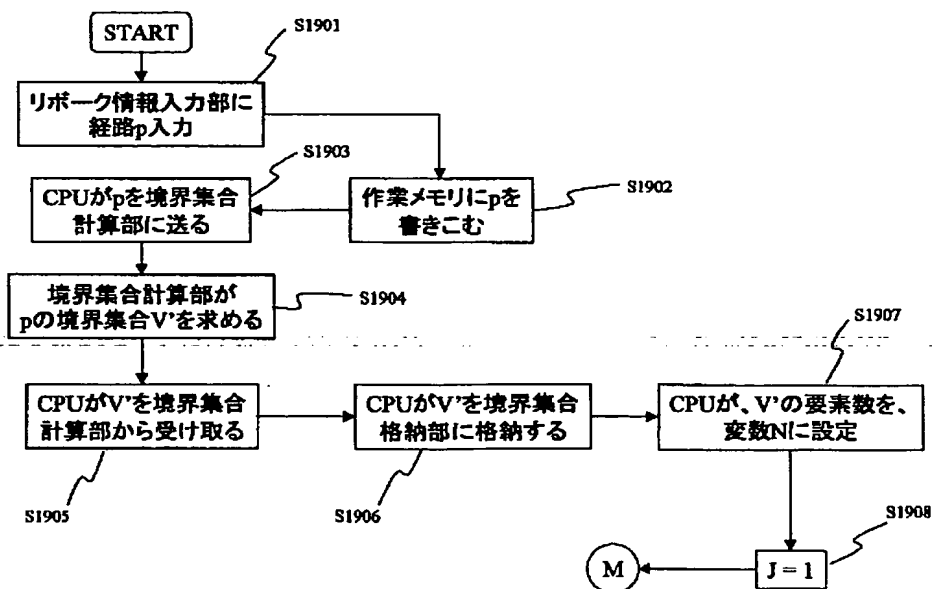 START
S1901
リボーク情報入力部に
経路p入力
S1903
CPUがpを境界集合
計算部に送る
作業メモリにpを
書きこむ
S1902
境界集合計算部が
pの境界集合V'を求める
S1904
S1907
CPUがV'を境界集合
計算部から受け取る
CPUがV'を境界集合
格納部に格納する
CPUが、V'の要素数を、
変数Nに設定
S1905
S1906
S1908
M
J = 1